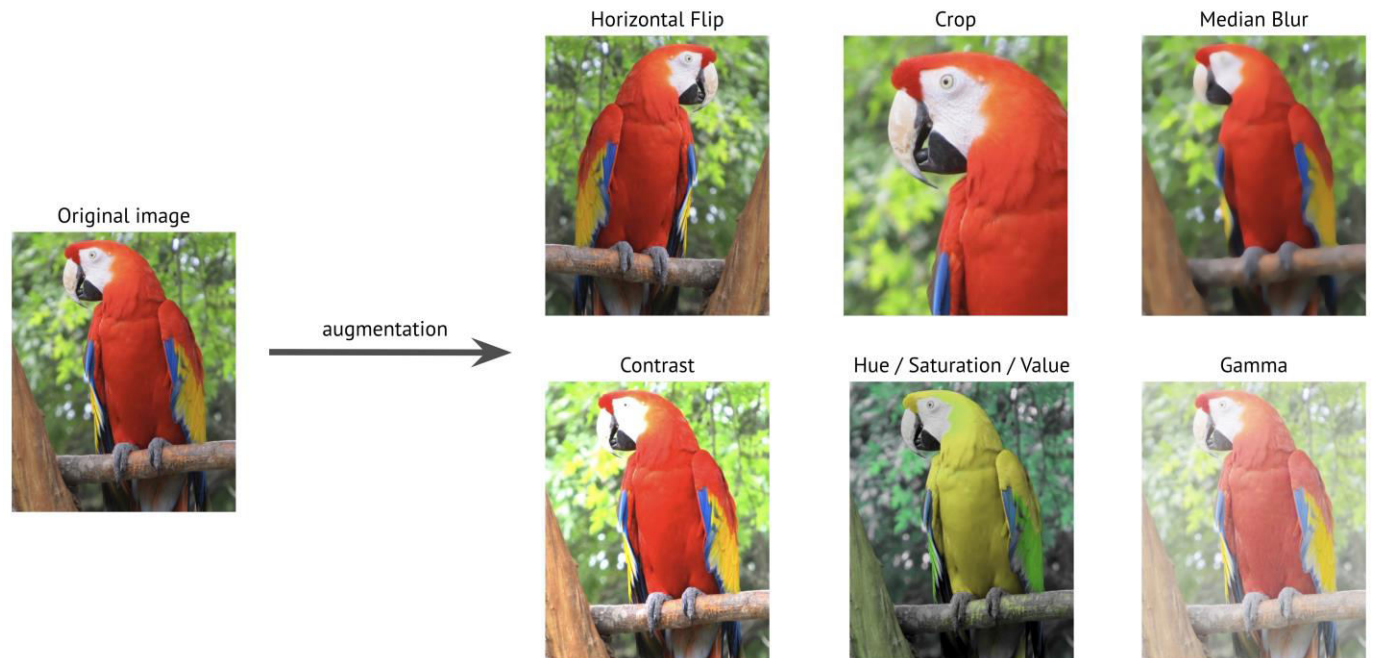 Horizontal Flip
Crop
Median Blur
Original image
augmentation
Contrast
Hue / Saturation / Value
Gamma